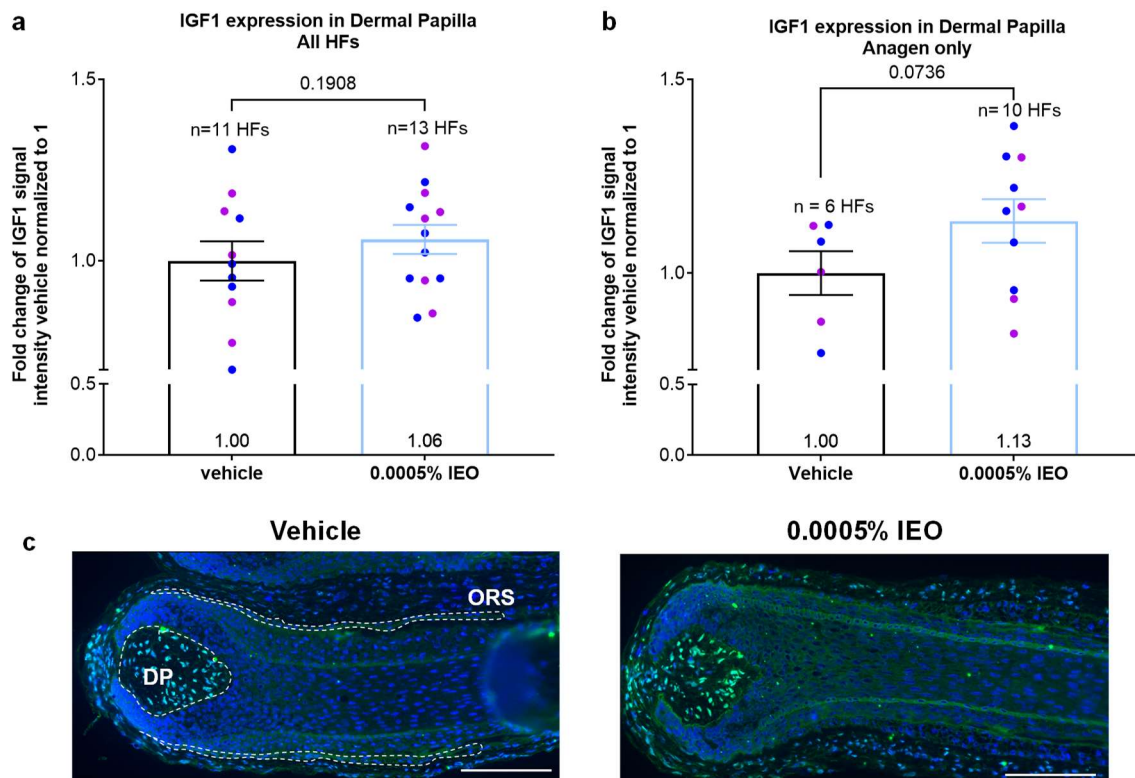 a
IGF1 expression in Dermal Papilla
All HFs
Fold change of IGF1 signal
intensity vehicle normalized to 1
1.5
1.0
0.5
0.0
0.1908
n=11 HFs
n=13 HFs
1.00
1.06
vehicle
0.0005% IEO
b
IGF1 expression in Dermal Papilla
Anagen only
Fold change of IGF1 signal
intensity vehicle normalized to 1
1.5
1.0
0.5
0.0
0.0736
n= 10 HFs
n = 6 HFs
1.00
1.13
Vehicle
0.0005% IEO
c
Vehicle
ORS
DP
0.0005% IEO